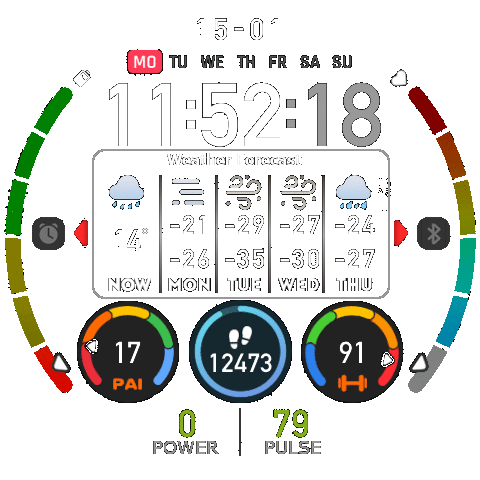 15-01
MO TU WE TH FR SA SU
11:52:18
Weather Forecast
14° -21 -29 -27 -24
-26 -35 -30 -27
NOW MON TUE WED THU
17 12473 91
PAI
0 79
POWER PULSE